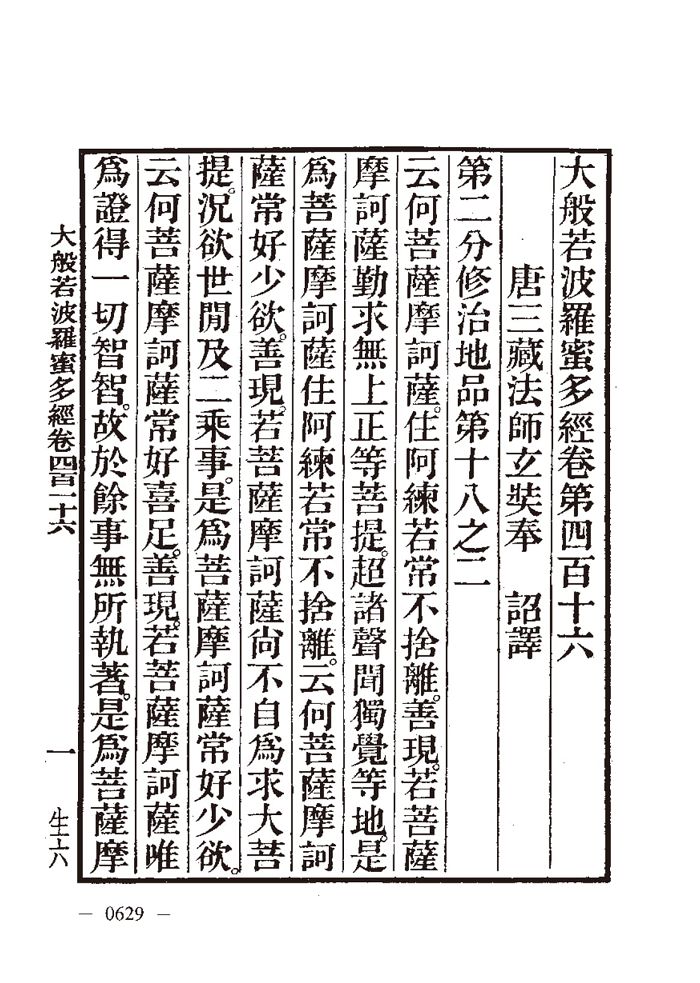 大般若波羅蜜多經卷第四百十六
唐三藏法師玄奘奉　詔譯
第二分修治地品第十八之二
云何菩薩摩訶薩。住阿練若常不捨離。善現。若菩薩
摩訶薩勤求無上正等菩提。超諸聲聞獨覺等地。是
為菩薩摩訶薩住阿練若常不捨離。云何菩薩摩訶
薩常好少欲。善現。若菩薩摩訶薩尚不自為求大菩
提。況欲世閒及二乘事。是為菩薩摩訶薩常好少欲。
云何菩薩摩訶薩常好喜足。善現。若菩薩摩訶薩唯
為證得一切智智。故於餘事無所執著。是為菩薩摩
大般若波羅蜜多經卷四百一十六
一
生六
— 0629 —